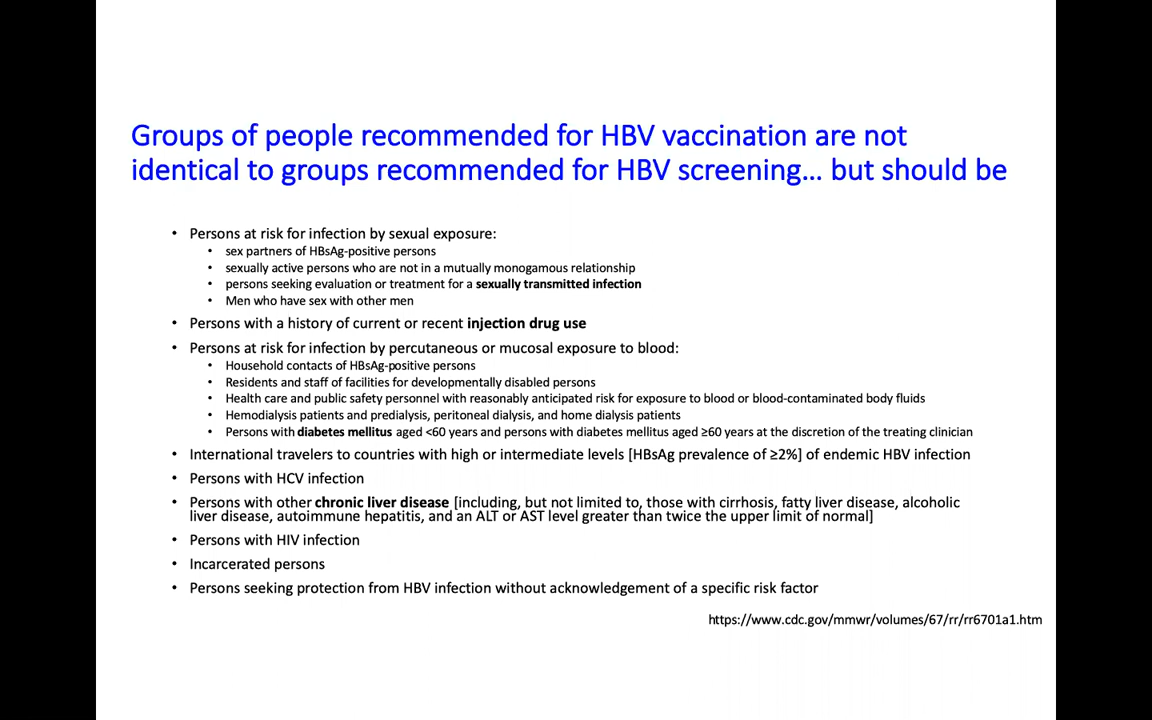 Groups of people recommended for HBV vaccination are not
identical to groups recommended for HBV screening... but should be
• Persons at risk for infection by sexual exposure:
• sex partners of HBsAg-positive persons
• sexually active persons who are not in a mutually monogamous relationship
• persons seeking evaluation or treatment for a sexually transmitted infection
• Men who have sex with other men
• Persons with a history of current or recent injection drug use
• Persons at risk for infection by percutaneous or mucosal exposure to blood:
• Household contacts of HBsAg-positive persons
• Residents and staff of facilities for developmentally disabled persons
• Health care and public safety personnel with reasonably anticipated risk for exposure to blood or blood-contaminated body fluids
• Hemodialysis patients and predialysis, peritoneal dialysis, and home dialysis patients
• Persons with diabetes mellitus aged <60 years and persons with diabetes mellitus aged ≥60 years at the discretion of the treating clinician
• International travelers to countries with high or intermediate levels [HBsAg prevalence of ≥2%] of endemic HBV infection
• Persons with HCV infection
• Persons with other chronic liver disease [including, but not limited to, those with cirrhosis, fatty liver disease, alcoholic
liver disease, autoimmune hepatitis, and an ALT or AST level greater than twice the upper limit of normal]
• Persons with HIV infection
• Incarcerated persons
• Persons seeking protection from HBV infection without acknowledgement of a specific risk factor
https://www.cdc.gov/mmwr/volumes/67/rr/rr6701a1.htm